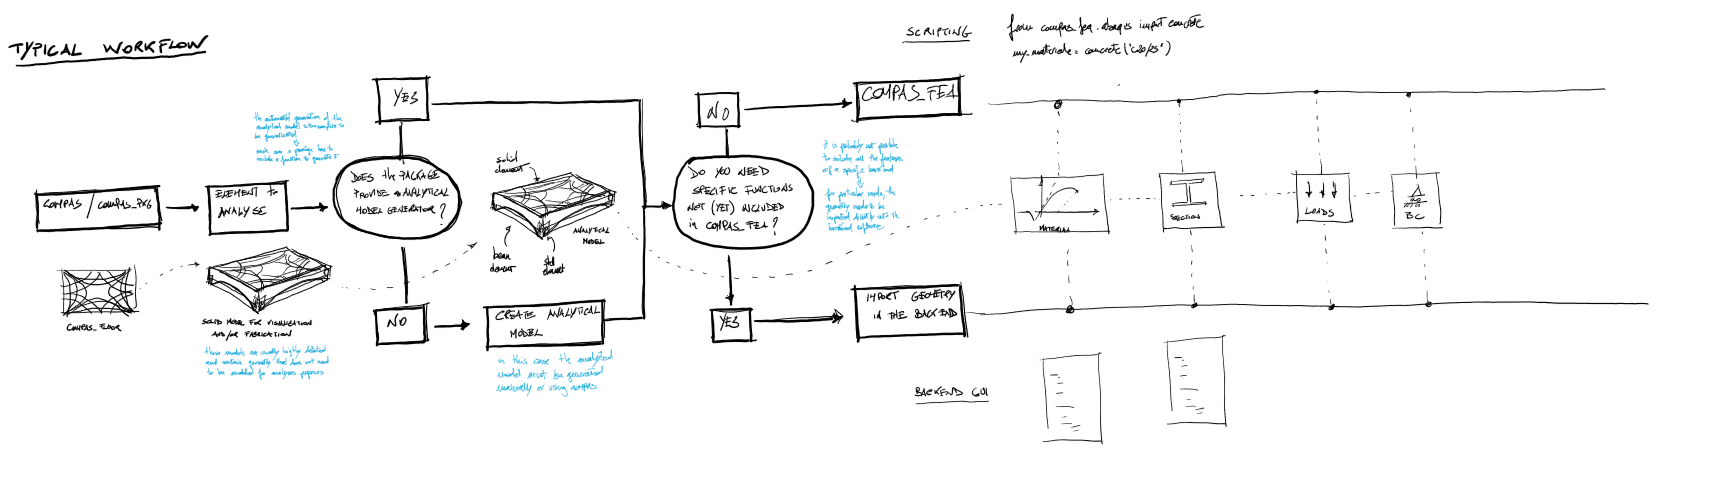 TYPICAL WORKFLOW
COMPAS / COMPAS_PKG
ELEMENT to
ANALYSE
YES
DOES the PACKAGE
PROVIDE an ANALYTICAL
MODEL GENERATOR?
NO
the automated generation of the
analytical model is too complex to
be generalized
each a package has to
include a function to generate it
COMPAS_FLOOR
SOLID MODEL FOR VISUALIZATION
AND/OR FABRICATION
these models are usually highly detailed
and contain geometry that does not need
to be modelled for analyses purposes
CREATE ANALYTICAL
MODEL
in this case the analytical
model must be generated
manually or using COMPAS
solid
element
beam
element
shell
element
ANALYTICAL
MODEL
NO
DO YOU NEED
SPECIFIC FUNCTIONS
NOT (YET) INCLUDED
in COMPAS_FEA?
YES
COMPAS_FEA
it is probably not possible
to include all the features
of a specific backend
for particular needs, the
geometry needs to be
imported directly into the
backend software
IMPORT GEOMETRY
IN THE BACKEND
SCRIPTING
from compas_fea.abaqus import concrete
my_material = concrete('C20/25')
MATERIAL
SECTION
LOADS
BC
BACKEND GUI